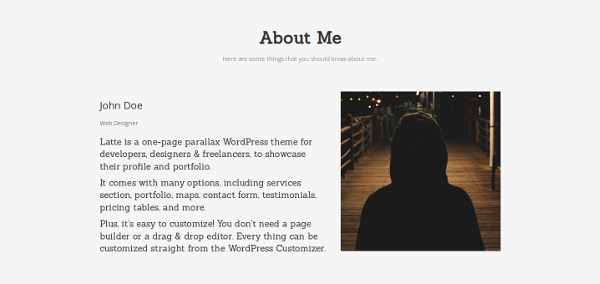 About Me
Here are some things that you should know about me.
John Doe
Web Designer
Latte is a one-page parallax WordPress theme for
developers, designers & freelancers, to showcase
their profile and portfolio.
It comes with many options, including services
section, portfolio, maps, contact form, testimonials,
pricing tables, and more.
Plus, it's easy to customize! You don't need a page
builder or a drag & drop editor. Every thing can be
customized straight from the WordPress Customizer.